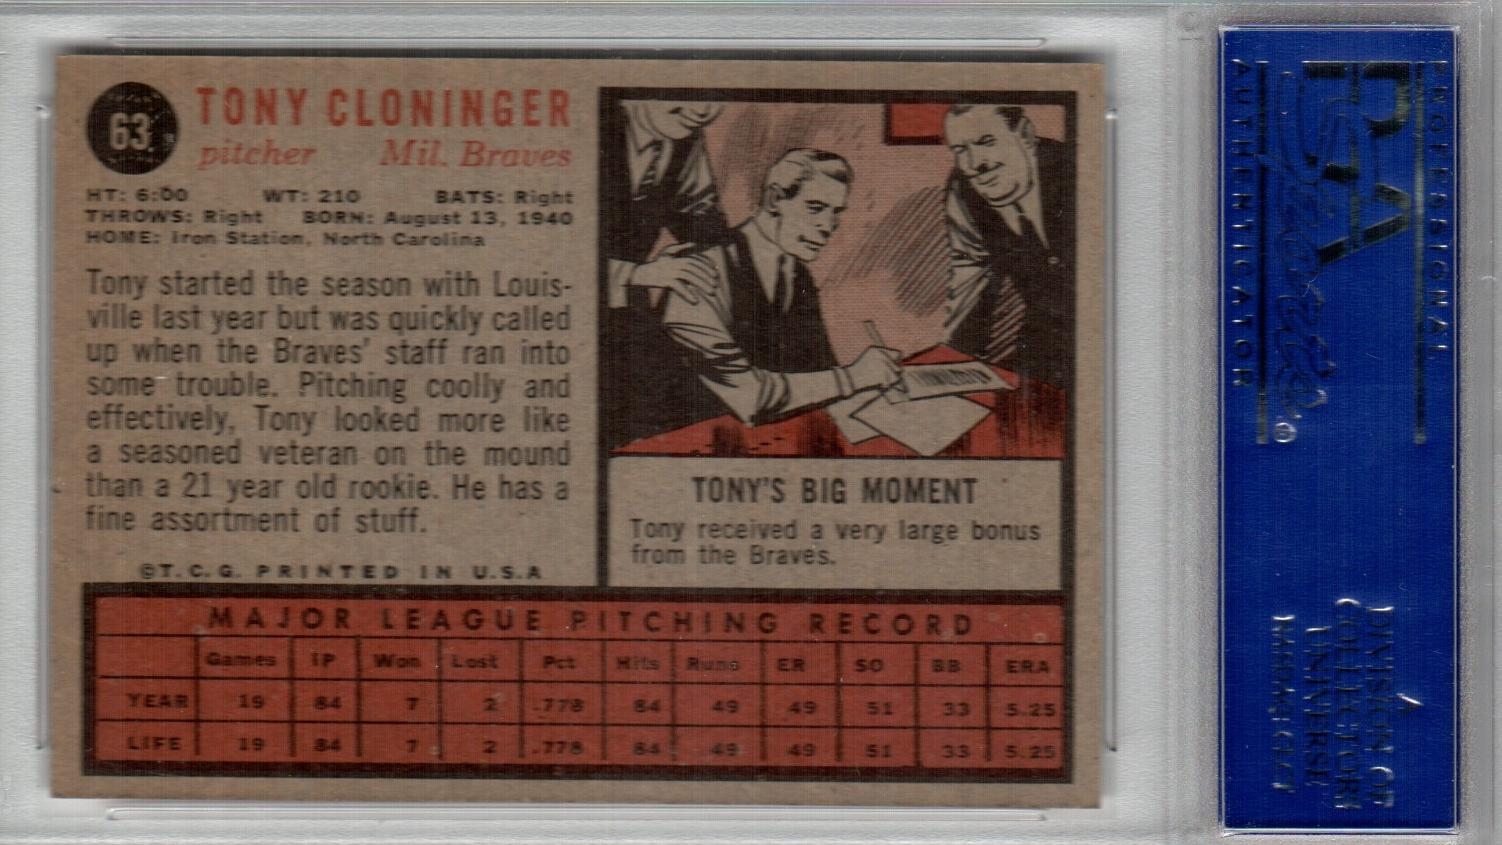 63
TONY CLONINGER
pitcher Mil. Braves
HT: 6:00 WT: 210 BATS: Right
THROWS: Right BORN: August 13, 1940
HOME: Iron Station, North Carolina
Tony started the season with Louis-
ville last year but was quickly called
up when the Braves' staff ran into
some trouble. Pitching coolly and
effectively, Tony looked more like
a seasoned veteran on the mound
than a 21 year old rookie. He has a
fine assortment of stuff.
©T.C.G. PRINTED IN U.S.A
TONY'S BIG MOMENT
Tony received a very large bonus
from the Braves.
MAJOR LEAGUE PITCHING RECORD
Games IP Won Lost Pct Hits Runs ER SO BB ERA
YEAR 19 84 7 2 .778 84 49 49 51 33 5.25
LIFE 19 84 7 2 .778 84 49 49 51 33 5.25
PROFESSIONAL
PSA
AUTHENTICATOR
®
A
DIVISION OF
COLLECTORS
UNIVERSE